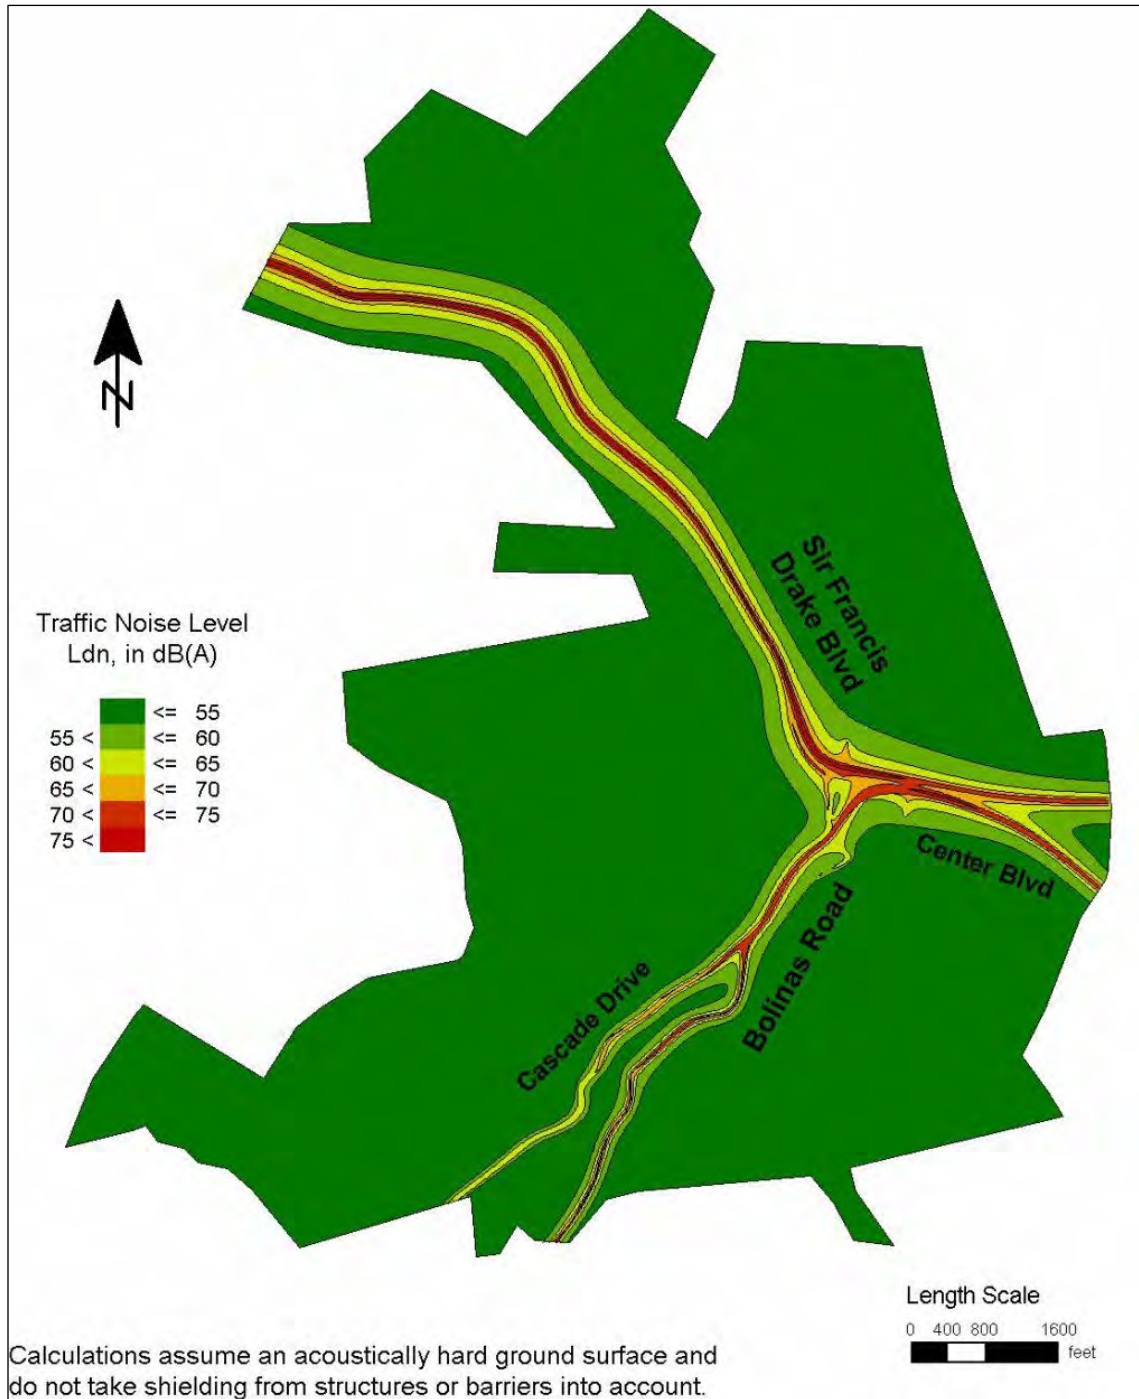 N
Sir Francis
Drake Blvd
Traffic Noise Level
Ldn, in dB(A)
<= 55
55 < <= 60
60 < <= 65
65 < <= 70
70 < <= 75
75 <
Center Blvd
Bolinas Road
Cascade Drive
Length Scale
0 400 800 1600
feet
Calculations assume an acoustically hard ground surface and
do not take shielding from structures or barriers into account.